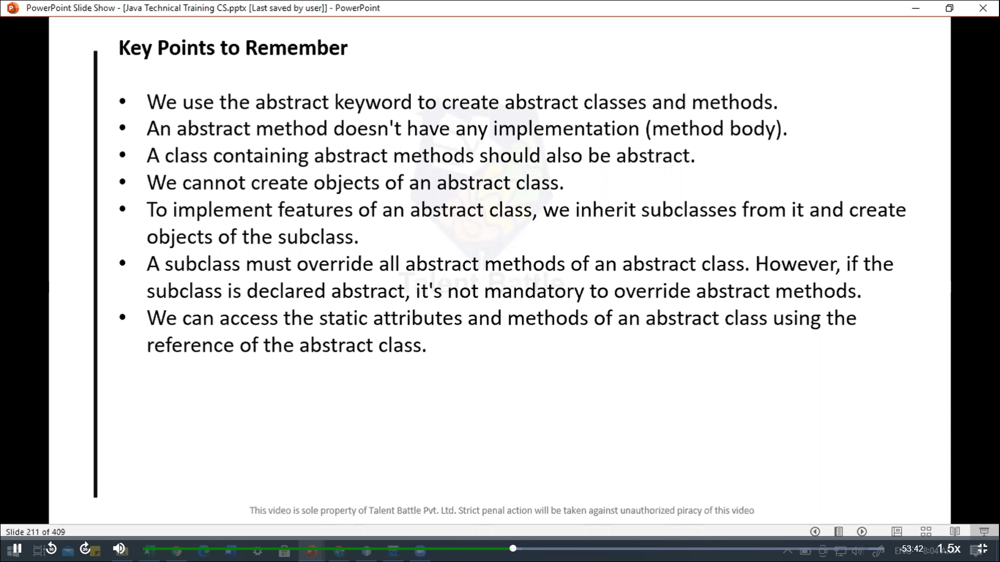 PowerPoint Slide Show - [Java Technical Training CS.pptx [Last saved by user]] - PowerPoint
Key Points to Remember
• We use the abstract keyword to create abstract classes and methods.
• An abstract method doesn't have any implementation (method body).
• A class containing abstract methods should also be abstract.
• We cannot create objects of an abstract class.
• To implement features of an abstract class, we inherit subclasses from it and create
objects of the subclass.
• A subclass must override all abstract methods of an abstract class. However, if the
subclass is declared abstract, it's not mandatory to override abstract methods.
• We can access the static attributes and methods of an abstract class using the
reference of the abstract class.
Talent Battle
This video is sole property of Talent Battle Pvt. Ltd. Strict penal action will be taken against unauthorized piracy of this video
Slide 211 of 409
10 30 -53:42 1.5x